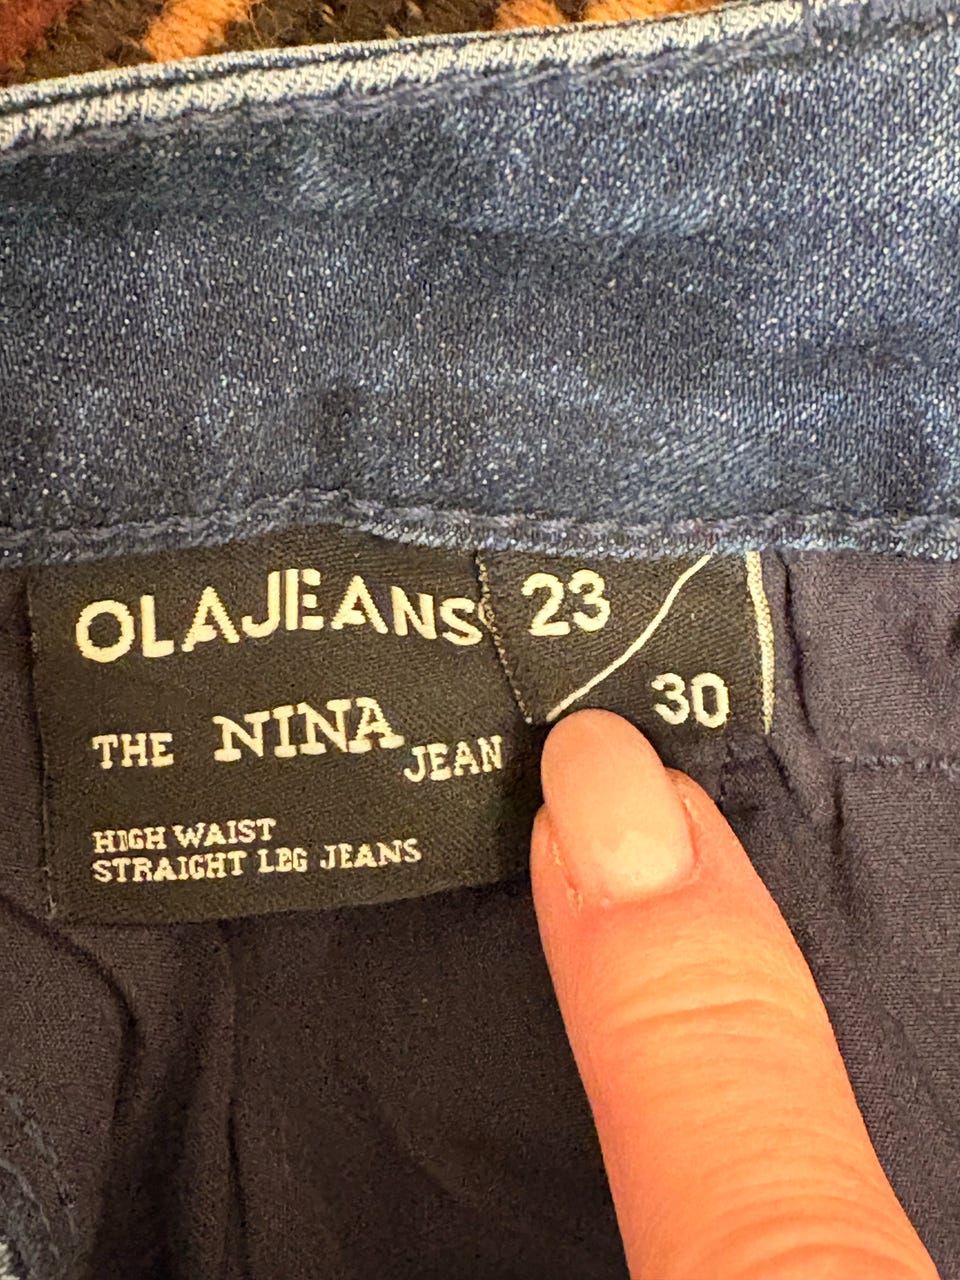 OLAJEANS
THE NINA JEAN
HIGH WAIST
STRAIGHT LEG JEANS
23
30